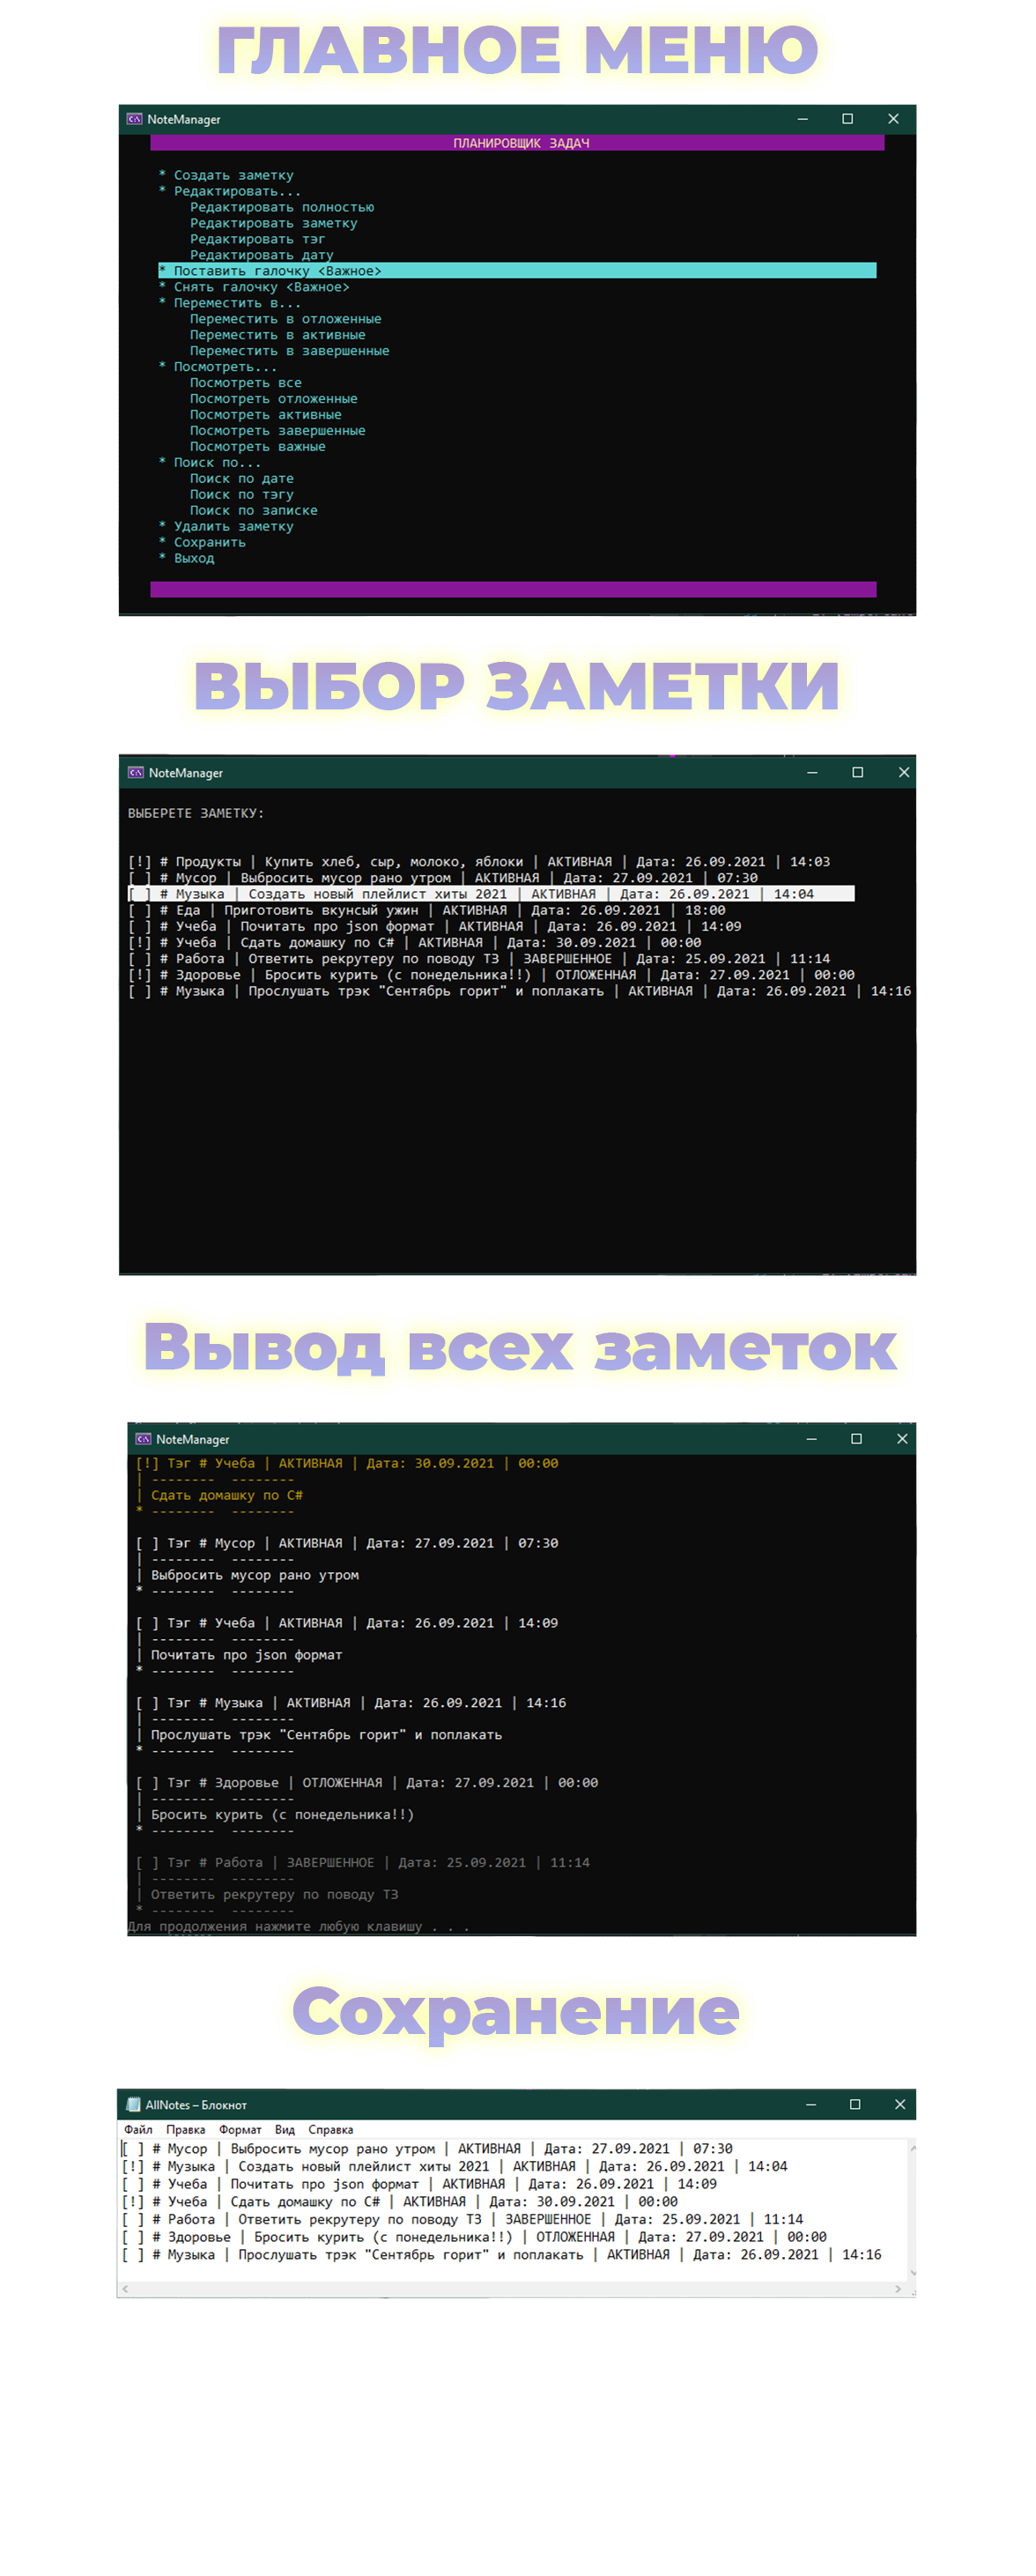 ГЛАВНОЕ МЕНЮ
NoteManager
ПЛАНИРОВЩИК ЗАДАЧ
* Создать заметку
* Редактировать...
Редактировать полностью
Редактировать заметку
Редактировать тэг
Редактировать дату
* Поставить галочку <Важное>
* Снять галочку <Важное>
* Переместить в...
Переместить в отложенные
Переместить в активные
Переместить в завершенные
* Посмотреть...
Посмотреть все
Посмотреть отложенные
Посмотреть активные
Посмотреть завершенные
Посмотреть важные
* Поиск по...
Поиск по дате
Поиск по тэгу
Поиск по записке
* Удалить заметку
* Сохранить
* Выход
ВЫБОР ЗАМЕТКИ
NoteManager
ВЫБЕРЕТЕ ЗАМЕТКУ:
[!] # Продукты | Купить хлеб, сыр, молоко, яблоки | АКТИВНАЯ | Дата: 26.09.2021 | 14:03
[ ] # Мусор | Выбросить мусор рано утром | АКТИВНАЯ | Дата: 27.09.2021 | 07:30
[ ] # Музыка | Создать новый плейлист хиты 2021 | АКТИВНАЯ | Дата: 26.09.2021 | 14:04
[ ] # Еда | Приготовить вкунсый ужин | АКТИВНАЯ | Дата: 26.09.2021 | 18:00
[ ] # Учеба | Почитать про json формат | АКТИВНАЯ | Дата: 26.09.2021 | 14:09
[!] # Учеба | Сдать домашку по C# | АКТИВНАЯ | Дата: 30.09.2021 | 00:00
[ ] # Работа | Ответить рекрутеру по поводу ТЗ | ЗАВЕРШЕННОЕ | Дата: 25.09.2021 | 11:14
[!] # Здоровье | Бросить курить (с понедельника!!) | ОТЛОЖЕННАЯ | Дата: 27.09.2021 | 00:00
[ ] # Музыка | Прослушать трэк "Сентябрь горит" и поплакать | АКТИВНАЯ | Дата: 26.09.2021 | 14:16
Вывод всех заметок
NoteManager
[!] Тэг # Учеба | АКТИВНАЯ | Дата: 30.09.2021 | 00:00
| -------- --------
| Сдать домашку по C#
* -------- --------
[ ] Тэг # Мусор | АКТИВНАЯ | Дата: 27.09.2021 | 07:30
| -------- --------
| Выбросить мусор рано утром
* -------- --------
[ ] Тэг # Учеба | АКТИВНАЯ | Дата: 26.09.2021 | 14:09
| -------- --------
| Почитать про json формат
* -------- --------
[ ] Тэг # Музыка | АКТИВНАЯ | Дата: 26.09.2021 | 14:16
| -------- --------
| Прослушать трэк "Сентябрь горит" и поплакать
* -------- --------
[ ] Тэг # Здоровье | ОТЛОЖЕННАЯ | Дата: 27.09.2021 | 00:00
| -------- --------
| Бросить курить (с понедельника!!)
* -------- --------
[ ] Тэг # Работа | ЗАВЕРШЕННОЕ | Дата: 25.09.2021 | 11:14
| -------- --------
| Ответить рекрутеру по поводу ТЗ
* -------- --------
Для продолжения нажмите любую клавишу . . .
Сохранение
AllNotes – Блокнот
Файл Правка Формат Вид Справка
[ ] # Мусор | Выбросить мусор рано утром | АКТИВНАЯ | Дата: 27.09.2021 | 07:30
[!] # Музыка | Создать новый плейлист хиты 2021 | АКТИВНАЯ | Дата: 26.09.2021 | 14:04
[ ] # Учеба | Почитать про json формат | АКТИВНАЯ | Дата: 26.09.2021 | 14:09
[!] # Учеба | Сдать домашку по C# | АКТИВНАЯ | Дата: 30.09.2021 | 00:00
[ ] # Работа | Ответить рекрутеру по поводу ТЗ | ЗАВЕРШЕННОЕ | Дата: 25.09.2021 | 11:14
[ ] # Здоровье | Бросить курить (с понедельника!!) | ОТЛОЖЕННАЯ | Дата: 27.09.2021 | 00:00
[ ] # Музыка | Прослушать трэк "Сентябрь горит" и поплакать | АКТИВНАЯ | Дата: 26.09.2021 | 14:16